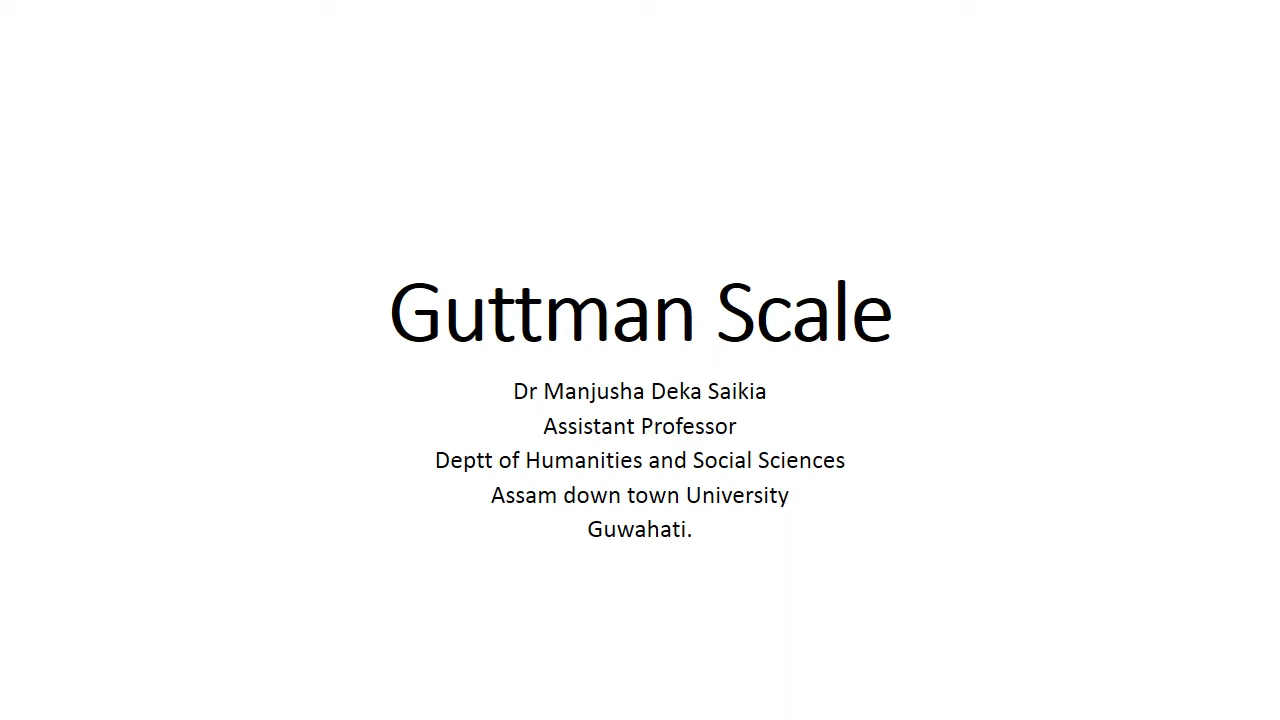 Guttman Scale
Dr Manjusha Deka Saikia
Assistant Professor
Deptt of Humanities and Social Sciences
Assam down town University
Guwahati.